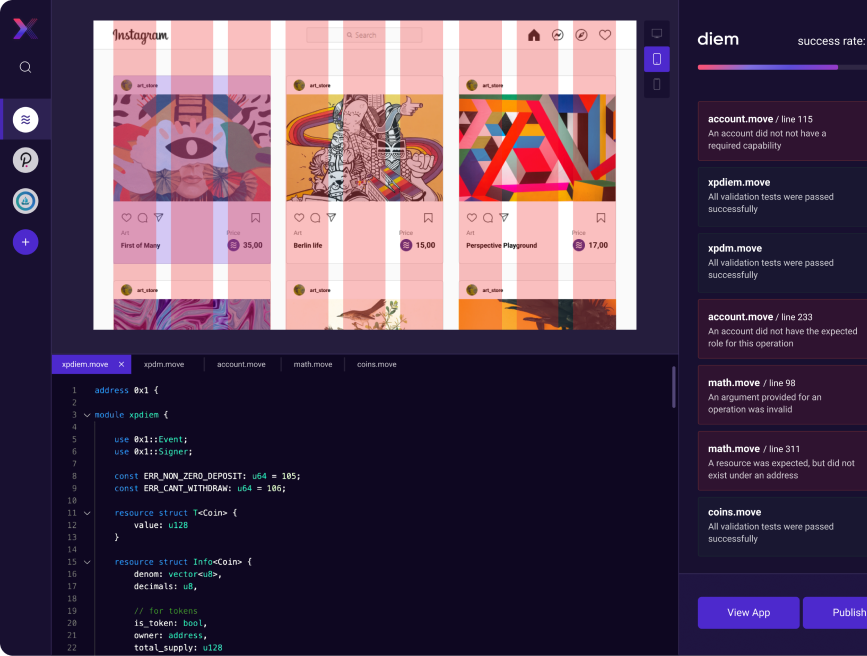 Instagram
Search
art_store
art_store
art_store
Art
Price
First of Many
35,00
Art
Price
Berlin life
15,00
Art
Price
Perspective Playground
17,00
art_store
art_store
art_store
xpdiem.move ×
xpdm.move
account.move
math.move
coins.move
1 address 0x1 {
2
3 module xpdiem {
4
5 use 0x1::Event;
6 use 0x1::Signer;
7
8 const ERR_NON_ZERO_DEPOSIT: u64 = 105;
9 const ERR_CANT_WITHDRAW: u64 = 106;
10
11 resource struct T<Coin> {
12 value: u128
13 }
14
15 resource struct Info<Coin> {
16 denom: vector<u8>,
17 decimals: u8,
18
19 // for tokens
20 is_token: bool,
21 owner: address,
22 total_supply: u128
diem
success rate:
account.move / line 115
An account did not not have a
required capability
xpdiem.move
All validation tests were passed
successfully
xpdm.move
All validation tests were passed
successfully
account.move / line 233
An account did not have the expected
role for this operation
math.move / line 98
An argument provided for an
operation was invalid
math.move / line 311
A resource was expected, but did not
exist under an address
coins.move
All validation tests were passed
successfully
View App
Publish